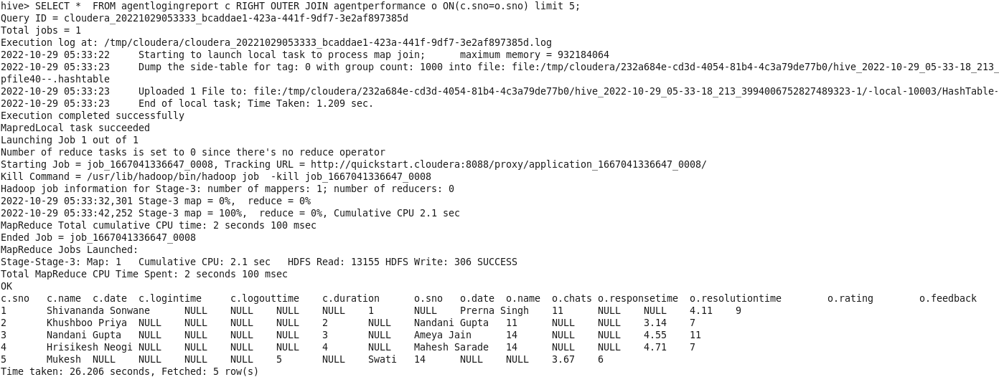 hive> SELECT *  FROM agentlogingreport c RIGHT OUTER JOIN agentperformance o ON(c.sno=o.sno) limit 5;
Query ID = cloudera_20221029053333_bcaddae1-423a-441f-9df7-3e2af897385d
Total jobs = 1
Execution log at: /tmp/cloudera/cloudera_20221029053333_bcaddae1-423a-441f-9df7-3e2af897385d.log
2022-10-29 05:33:22     Starting to launch local task to process map join;      maximum memory = 932184064
2022-10-29 05:33:23     Dump the side-table for tag: 0 with group count: 1000 into file: file:/tmp/cloudera/232a684e-cd3d-4054-81b4-4c3a79de77b0/hive_2022-10-29_05-33-18_213_
pfile40--.hashtable
2022-10-29 05:33:23     Uploaded 1 File to: file:/tmp/cloudera/232a684e-cd3d-4054-81b4-4c3a79de77b0/hive_2022-10-29_05-33-18_213_3994006752827489323-1/-local-10003/HashTable-
2022-10-29 05:33:23     End of local task; Time Taken: 1.209 sec.
Execution completed successfully
MapredLocal task succeeded
Launching Job 1 out of 1
Number of reduce tasks is set to 0 since there's no reduce operator
Starting Job = job_1667041336647_0008, Tracking URL = http://quickstart.cloudera:8088/proxy/application_1667041336647_0008/
Kill Command = /usr/lib/hadoop/bin/hadoop job  -kill job_1667041336647_0008
Hadoop job information for Stage-3: number of mappers: 1; number of reducers: 0
2022-10-29 05:33:32,301 Stage-3 map = 0%,  reduce = 0%
2022-10-29 05:33:42,252 Stage-3 map = 100%,  reduce = 0%, Cumulative CPU 2.1 sec
MapReduce Total cumulative CPU time: 2 seconds 100 msec
Ended Job = job_1667041336647_0008
MapReduce Jobs Launched:
Stage-Stage-3: Map: 1   Cumulative CPU: 2.1 sec   HDFS Read: 13155 HDFS Write: 306 SUCCESS
Total MapReduce CPU Time Spent: 2 seconds 100 msec
OK
c.sno   c.name  c.date  c.logintime     c.logouttime    c.duration      o.sno   o.date  o.name  o.chats o.responsetime  o.resolutiontime        o.rating        o.feedback
1       Shivananda Sonwane      NULL    NULL    NULL    NULL    1       NULL    Prerna Singh    11      NULL    NULL    4.11    9
2       Khushboo Priya  NULL    NULL    NULL    NULL    2       NULL    Nandani Gupta   11      NULL    NULL    3.14    7
3       Nandani Gupta   NULL    NULL    NULL    NULL    3       NULL    Ameya Jain      14      NULL    NULL    4.55    11
4       Hrisikesh Neogi NULL    NULL    NULL    NULL    4       NULL    Mahesh Sarade   14      NULL    NULL    4.71    7
5       Mukesh  NULL    NULL    NULL    NULL    5       NULL    Swati   14      NULL    NULL    3.67    6
Time taken: 26.206 seconds, Fetched: 5 row(s)